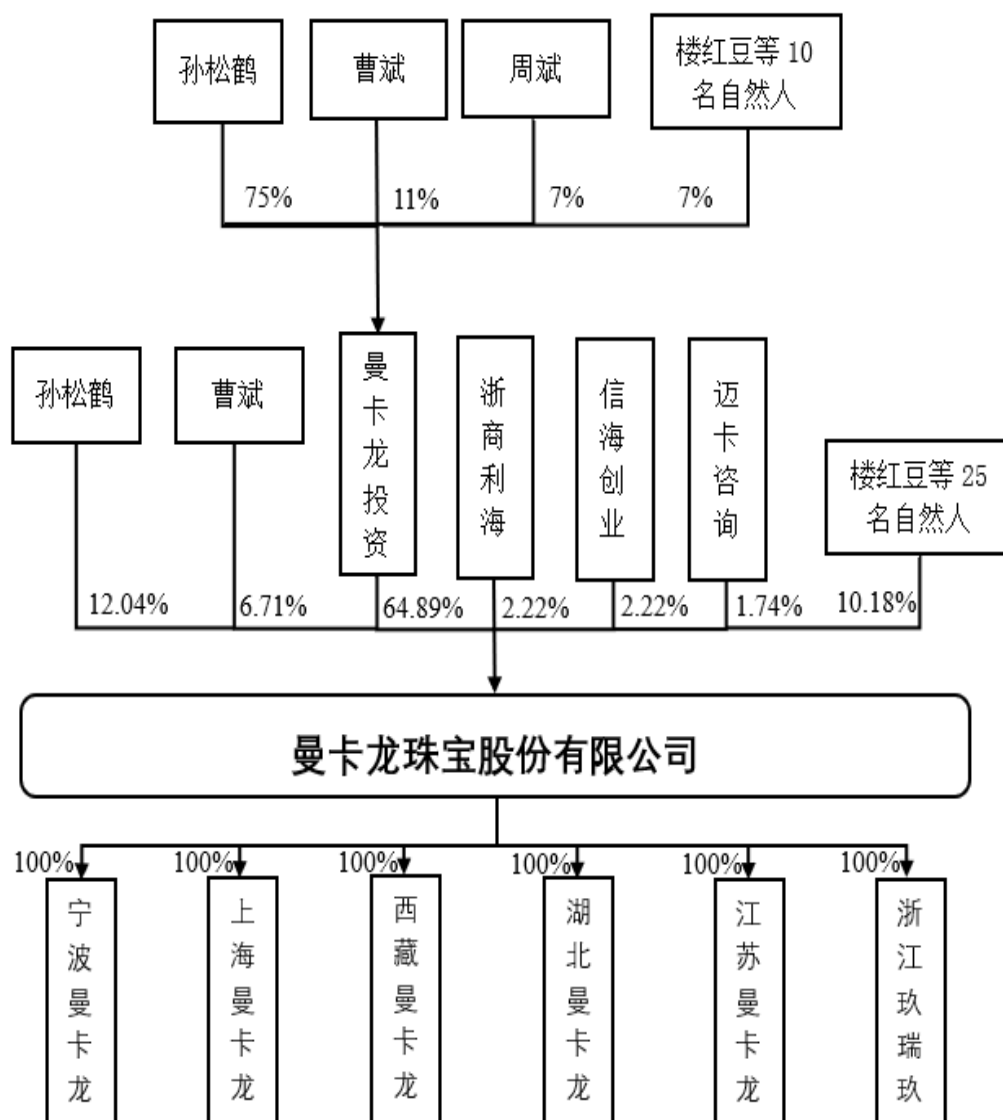 孙松鹤
曹斌
周斌
楼红豆等 10
名自然人
75%
11%
7%
7%
孙松鹤
曹斌
曼卡龙投资
浙商利海
信海创业
迈卡咨询
楼红豆等 25
名自然人
12.04%
6.71%
64.89%
2.22%
2.22%
1.74%
10.18%
曼卡龙珠宝股份有限公司
100%
100%
100%
100%
100%
100%
宁波曼卡龙
上海曼卡龙
西藏曼卡龙
湖北曼卡龙
江苏曼卡龙
浙江玖瑞玖